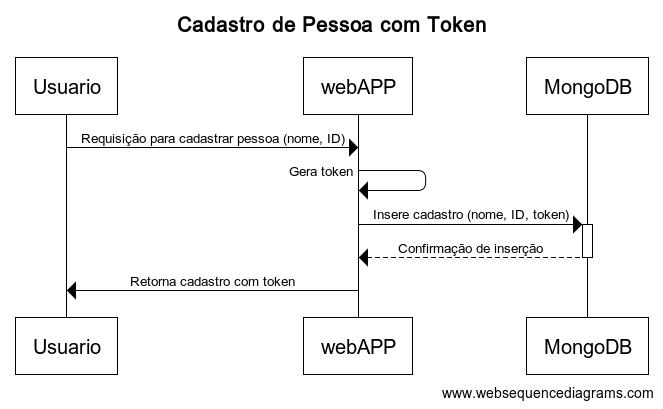 Cadastro de Pessoa com Token
Usuario
webAPP
MongoDB
Requisição para cadastrar pessoa (nome, ID)
Gera token
Insere cadastro (nome, ID, token)
Confirmação de inserção
Retorna cadastro com token
Usuario
webAPP
MongoDB
www.websequencediagrams.com